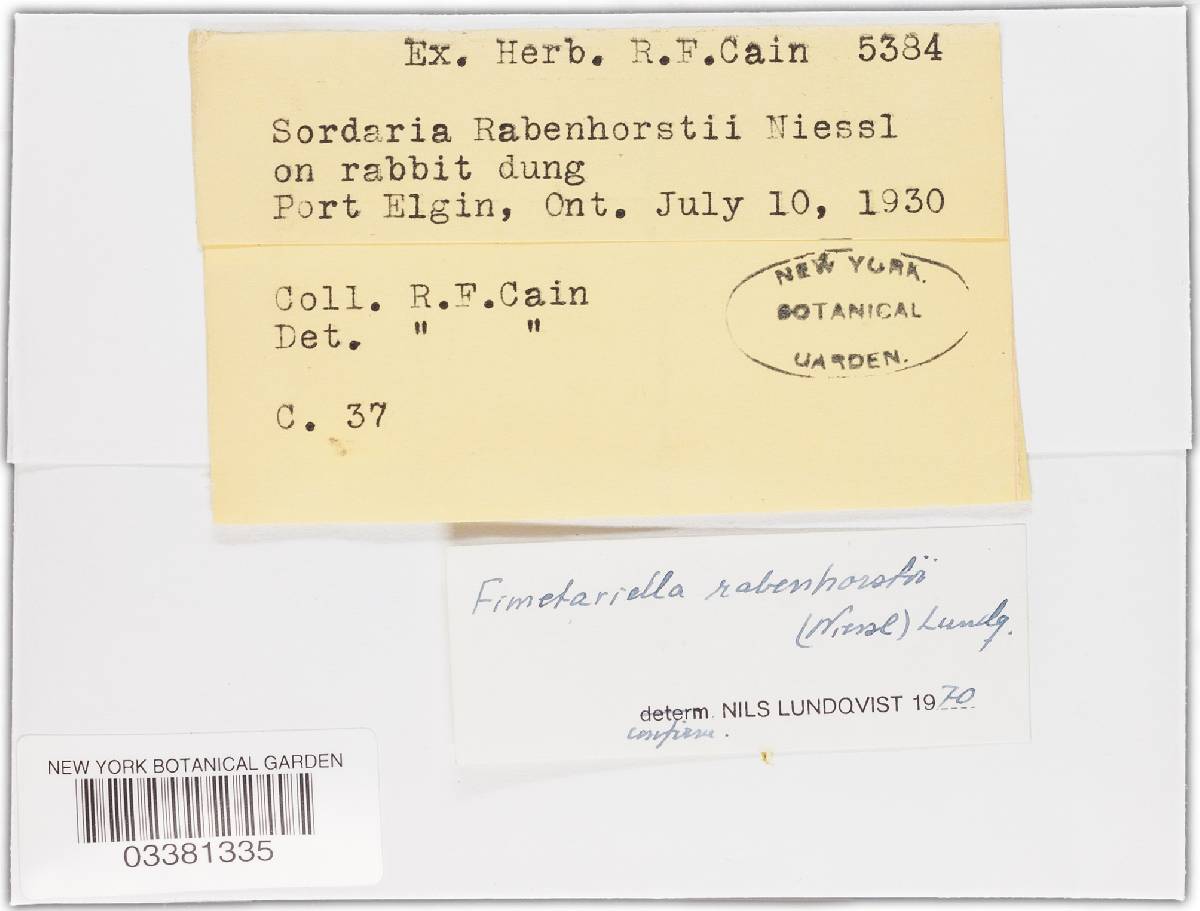 Ex. Herb. R.F.Cain 5384
Sordaria Rabenhorstii Niessl
on rabbit dung
Port Elgin, Ont. July 10, 1930
Coll. R.F.Cain
Det. " "
C. 37
NEW YORK
BOTANICAL
GARDEN.
Fimetariella rabenhorstii
(Niessl) Lundq.
determ. NILS LUNDQVIST 1970
confirm.
NEW YORK BOTANICAL GARDEN
03381335